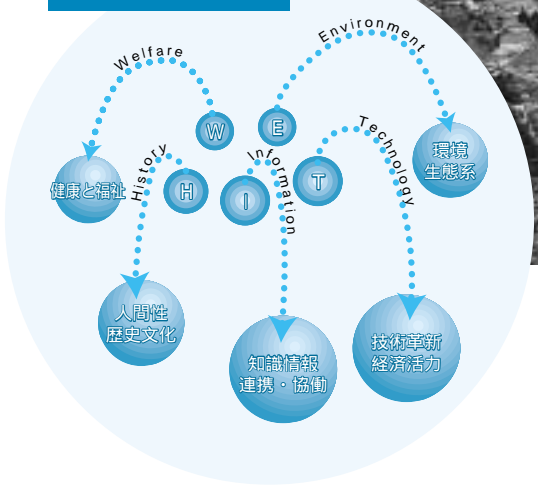 Welfare
Environment
W
E
History
Information
Technology
H
I
T
健康と福祉
環境
生態系
人間性
歴史文化
知識情報
連携・協働
技術革新
経済活力